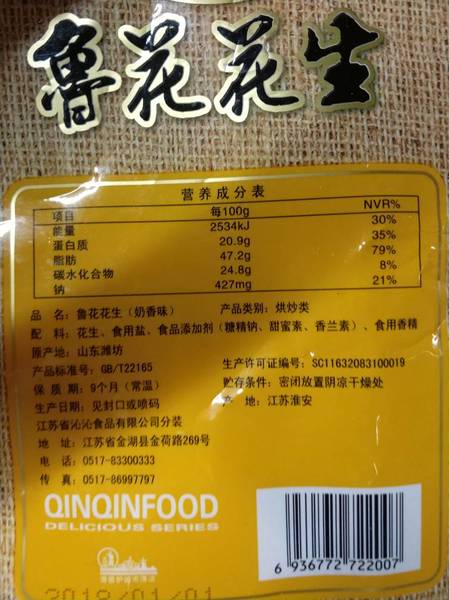 鲁花花生
营养成分表
项目 每100g NVR%
能量 2534kJ 30%
蛋白质 20.9g 35%
脂肪 47.2g 79%
碳水化合物 24.8g 8%
钠 427mg 21%
品 名：鲁花花生（奶香味） 产品类别：烘炒类
配 料：花生、食用盐、食品添加剂（糖精钠、甜蜜素、香兰素）、食用香精
原产地：山东潍坊
产品标准号：GB/T22165 生产许可证编号：SC11632083100019
保 质 期：9个月（常温） 贮存条件：密闭放置阴凉干燥处
生产日期：见封口或喷码 产 地：江苏淮安
江苏省沁沁食品有限公司分装
地 址：江苏省金湖县金荷路269号
电 话：0517-83300333
传 真：0517-86997797
QINQINFOOD
DELICIOUS SERIES
6 936772 722007
2018/01/01